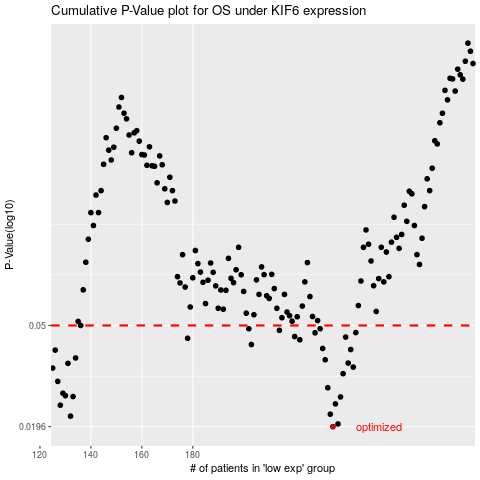 Cumulative P-Value plot for OS under KIF6 expression
P-Value(log10)
0.05
0.0196
optimized
120
140
160
180
# of patients in 'low exp' group